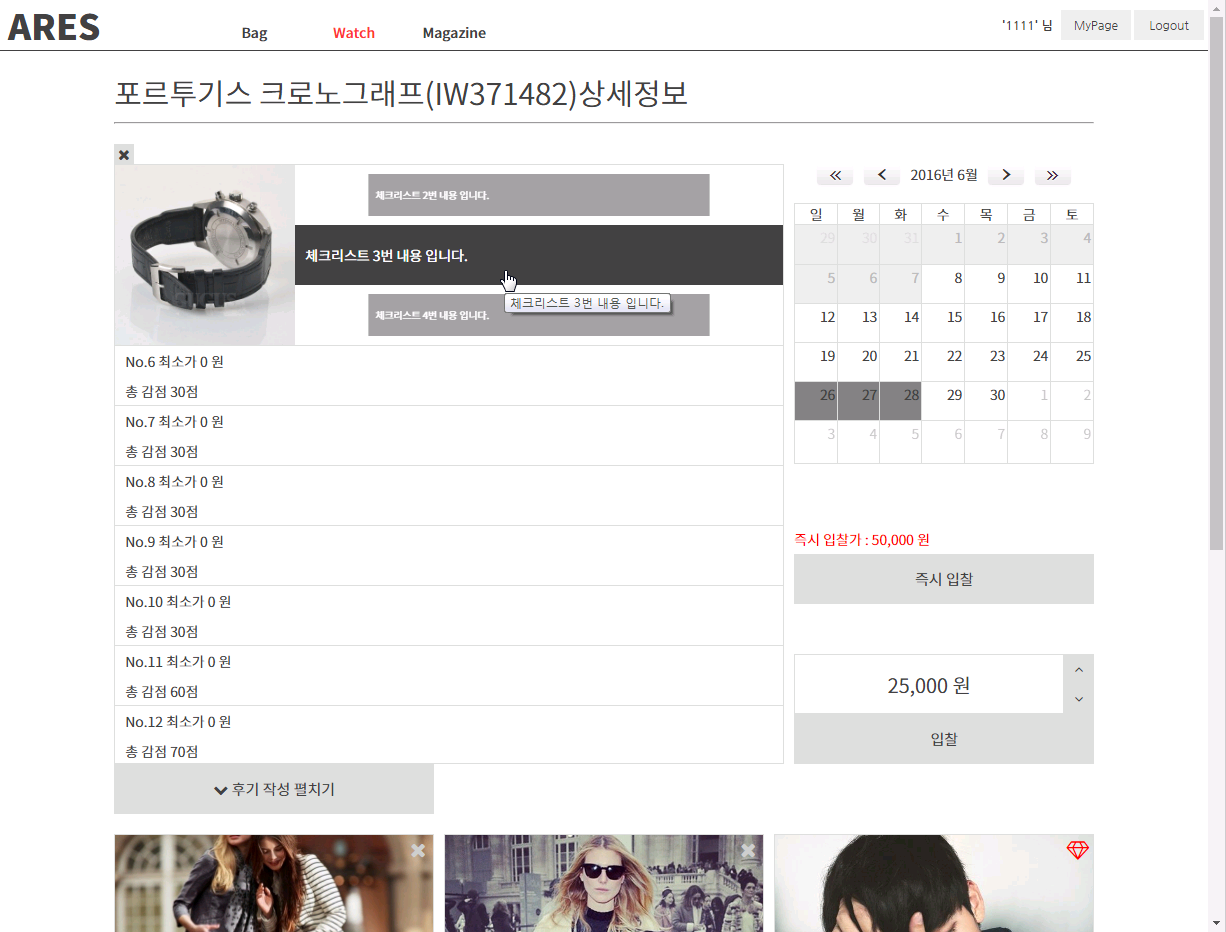 ARES
Bag
Watch
Magazine
'1111' 님
MyPage
Logout
포르투기스 크로노그래프(IW371482)상세정보
체크리스트 2번 내용 입니다.
체크리스트 3번 내용 입니다.
체크리스트 3번 내용 입니다.
체크리스트 4번 내용 입니다.
No.6 최소가 0 원
총 감점 30점
No.7 최소가 0 원
총 감점 30점
No.8 최소가 0 원
총 감점 30점
No.9 최소가 0 원
총 감점 30점
No.10 최소가 0 원
총 감점 30점
No.11 최소가 0 원
총 감점 60점
No.12 최소가 0 원
총 감점 70점
후기 작성 펼치기
2016년 6월
일 월 화 수 목 금 토
29 30 31 1 2 3 4
5 6 7 8 9 10 11
12 13 14 15 16 17 18
19 20 21 22 23 24 25
26 27 28 29 30 1 2
3 4 5 6 7 8 9
즉시 입찰가 : 50,000 원
즉시 입찰
25,000 원
입찰